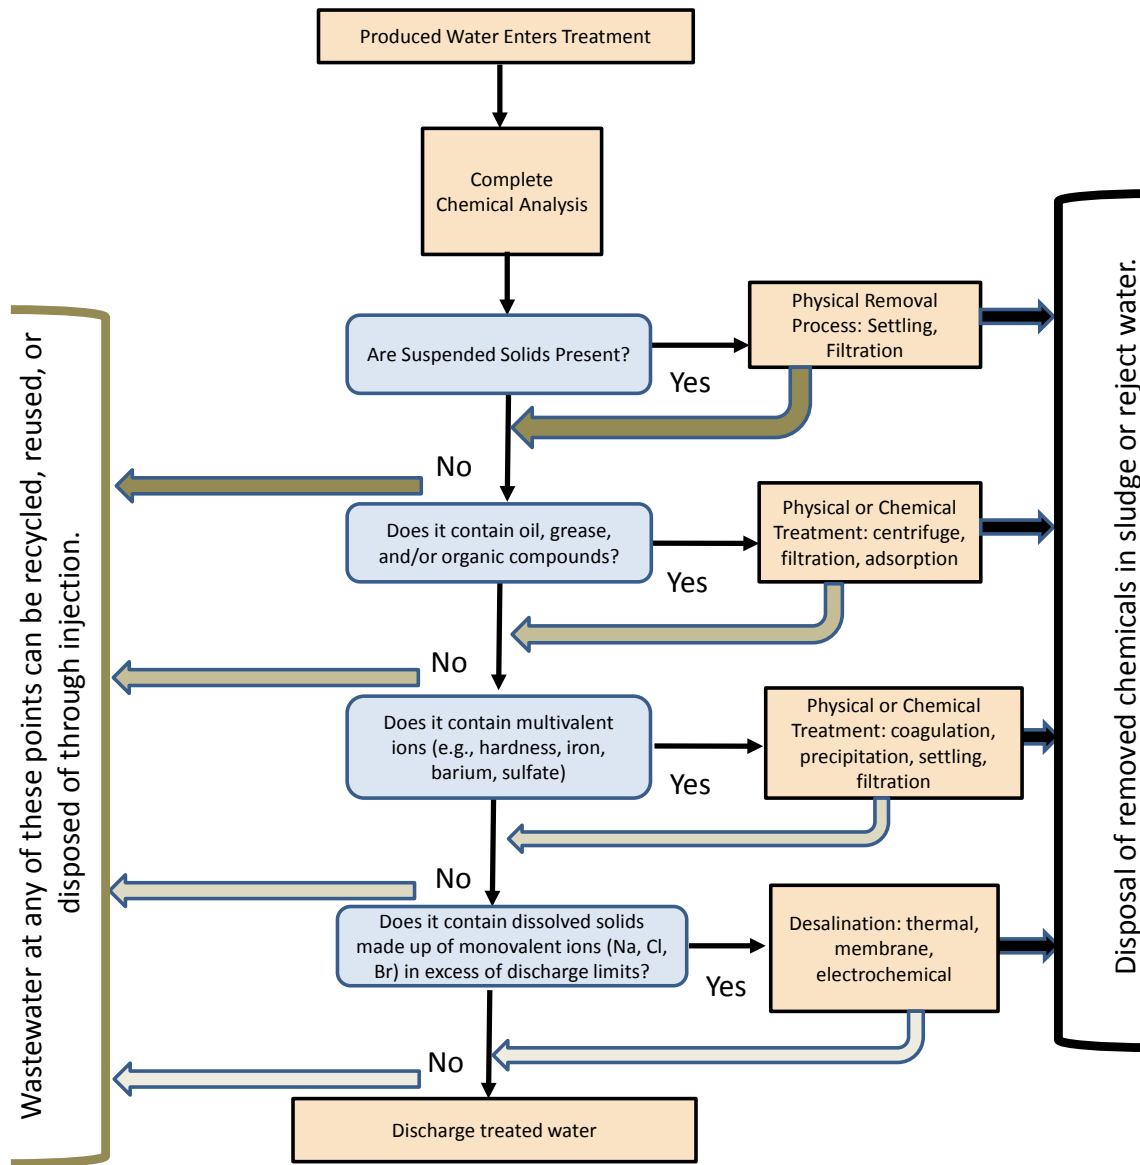 Produced Water Enters Treatment
Complete
Chemical Analysis
Are Suspended Solids Present?
Yes
Physical Removal
Process: Settling,
Filtration
No
Does it contain oil, grease,
and/or organic compounds?
Yes
Physical or Chemical
Treatment: centrifuge,
filtration, adsorption
No
Does it contain multivalent
ions (e.g., hardness, iron,
barium, sulfate)
Yes
Physical or Chemical
Treatment: coagulation,
precipitation, settling,
filtration
No
Does it contain dissolved solids
made up of monovalent ions (Na, Cl,
Br) in excess of discharge limits?
Yes
Desalination: thermal,
membrane,
electrochemical
No
Discharge treated water
Wastewater at any of these points can be recycled, reused, or
disposed of through injection.
Disposal of removed chemicals in sludge or reject water.